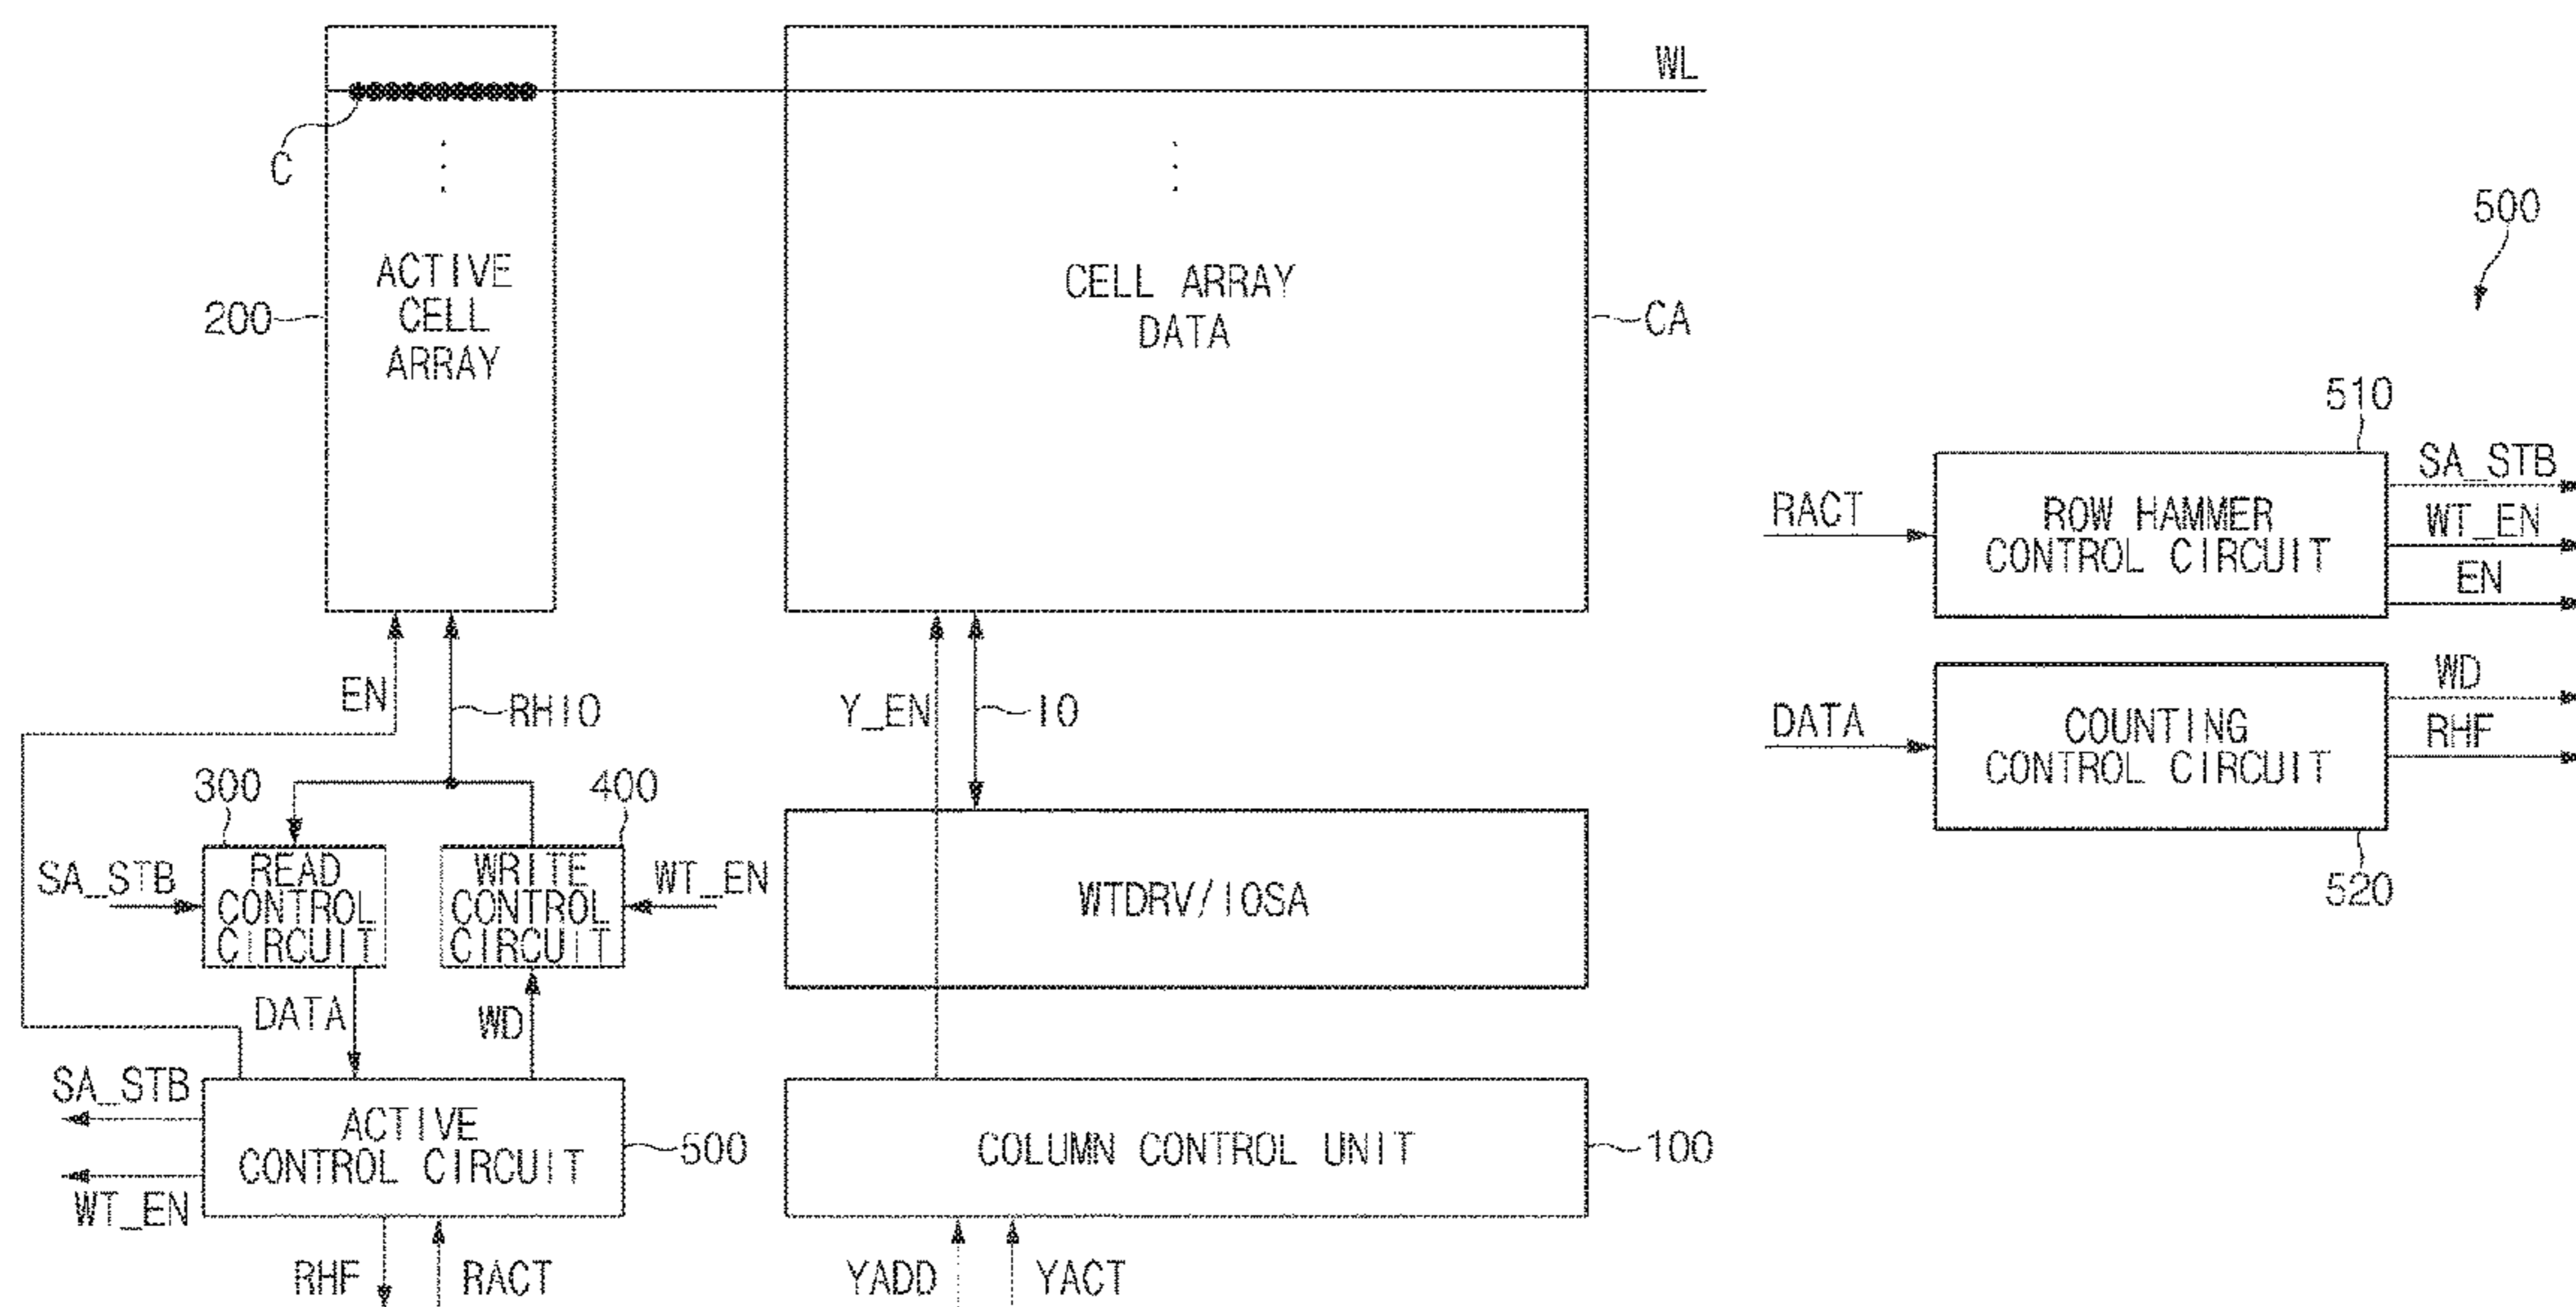 WL
C
ACTIVE
CELL
ARRAY
200
CELL ARRAY
DATA
CA
EN
RHIO
Y_EN
IO
300
400
SA_STB
READ
CONTROL
CIRCUIT
WRITE
CONTROL
CIRCUIT
WT_EN
WTDRV/IOSA
DATA
WD
SA_STB
WT_EN
ACTIVE
CONTROL CIRCUIT
500
COLUMN CONTROL UNIT
100
RHF
RACT
YADD
YACT
500
510
RACT
ROW HAMMER
CONTROL CIRCUIT
SA_STB
WT_EN
EN
DATA
COUNTING
CONTROL CIRCUIT
WD
RHF
520